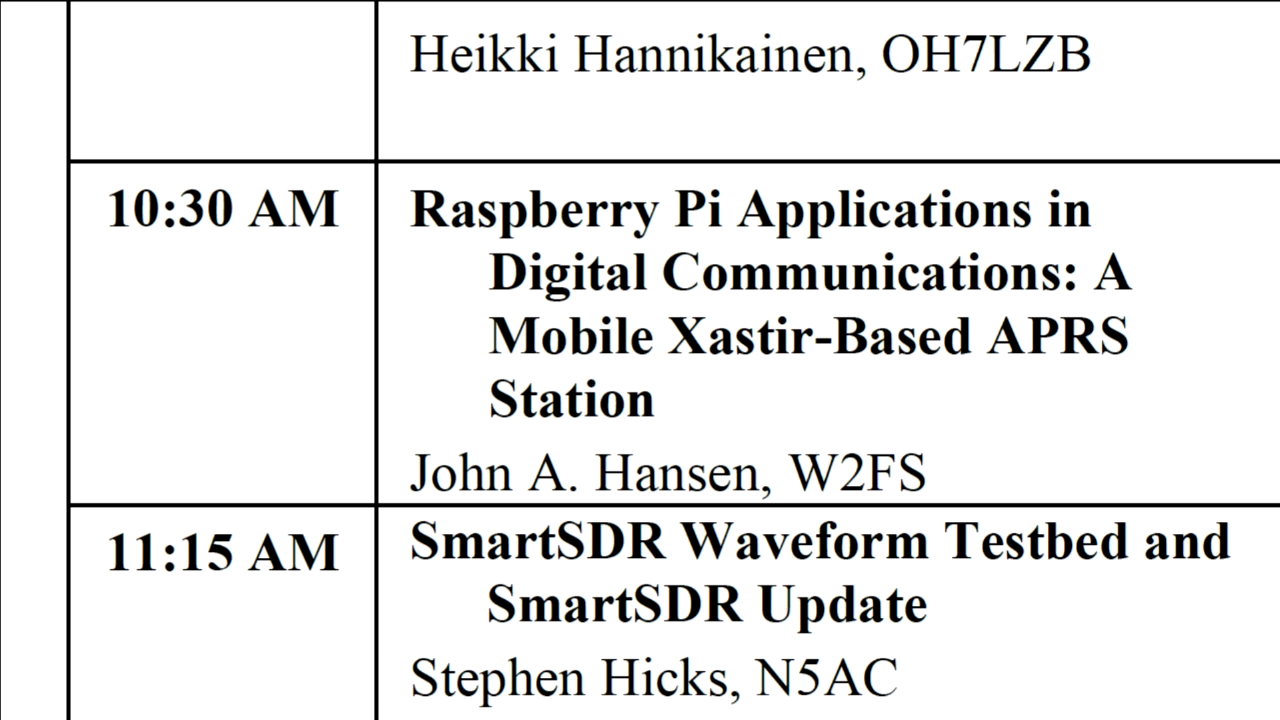 Heikki Hannikainen, OH7LZB
10:30 AM
Raspberry Pi Applications in
Digital Communications: A
Mobile Xastir-Based APRS
Station
John A. Hansen, W2FS
11:15 AM
SmartSDR Waveform Testbed and
SmartSDR Update
Stephen Hicks, N5AC